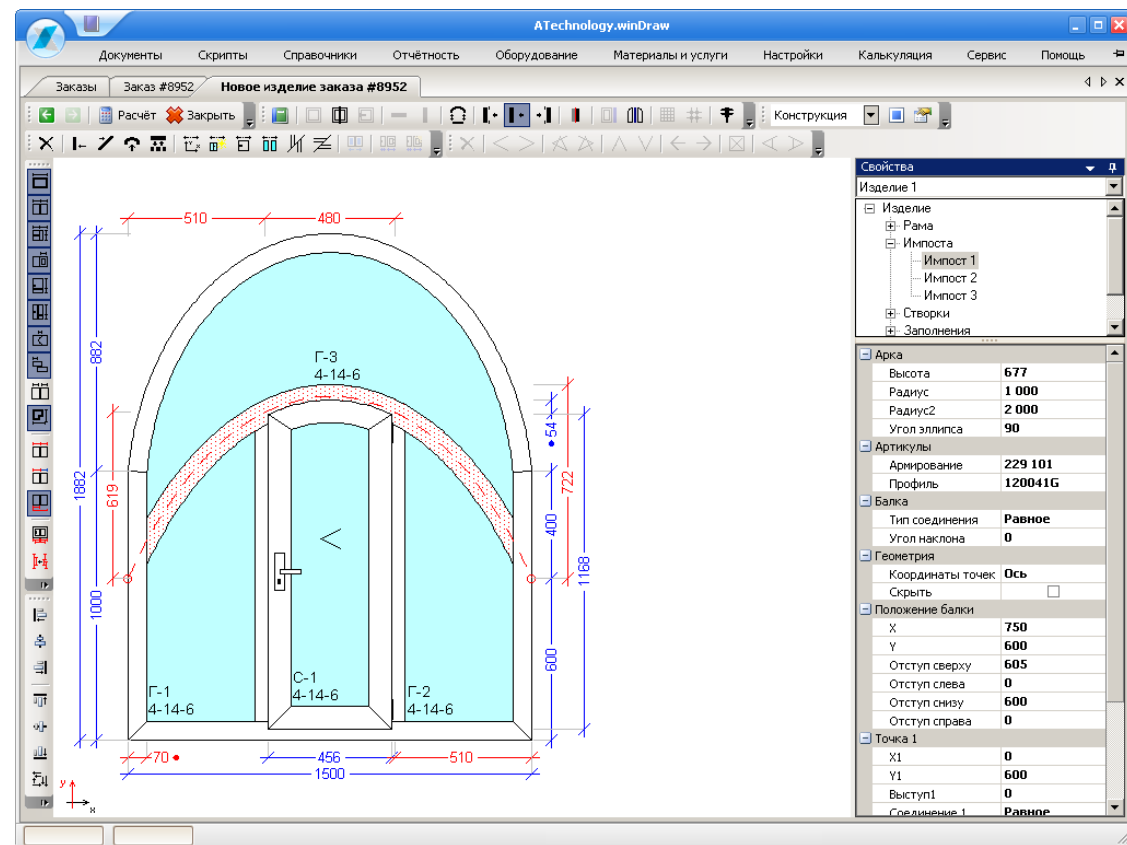 ATechnology.winDraw
Документы Скрипты Справочники Отчётность Оборудование Материалы и услуги Настройки Калькуляция Сервис Помощь
Заказы Заказ #8952 Новое изделие заказа #8952
Расчёт Закрыть Конструкция
Свойства
Изделие 1
Изделие
Рама
Импоста
Импост 1
Импост 2
Импост 3
Створки
Заполнения
Арка
Высота 677
Радиус 1 000
Радиус2 2 000
Угол эллипса 90
Артикулы
Армирование 229 101
Профиль 120041G
Балка
Тип соединения Равное
Угол наклона 0
Геометрия
Координаты точек Ось
Скрыть
Положение балки
X 750
Y 600
Отступ сверху 605
Отступ слева 0
Отступ снизу 600
Отступ справа 0
Точка 1
X1 0
Y1 600
Выступ1 0
Соединение 1 Равное
510 480
882
Г-3
4-14-6
54
1882
619
722
400
1168
1000
600
Г-1
4-14-6
С-1
4-14-6
Г-2
4-14-6
70 456 510
1500
y
x